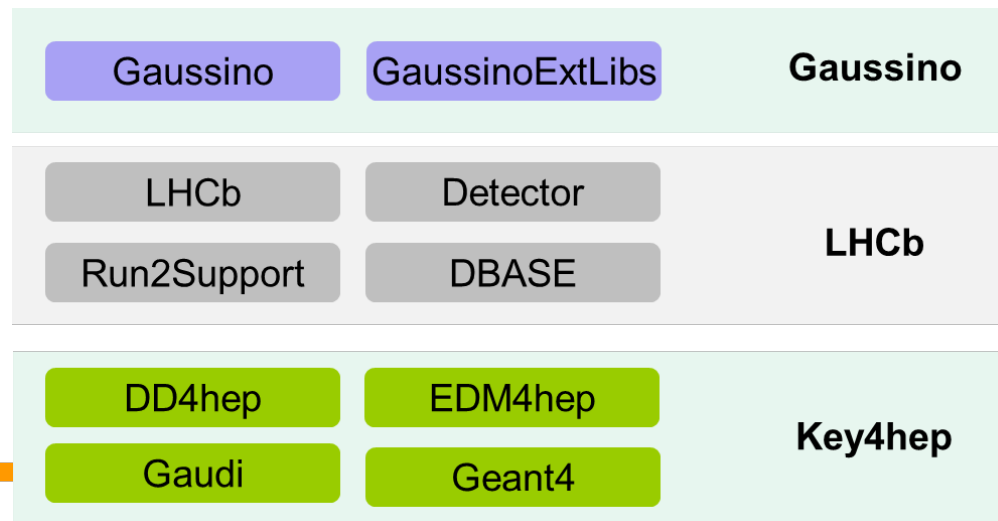 Gaussino GaussinoExtLibs Gaussino
LHCb Detector
LHCb
Run2Support DBASE
DD4hep EDM4hep
Key4hep
Gaudi Geant4